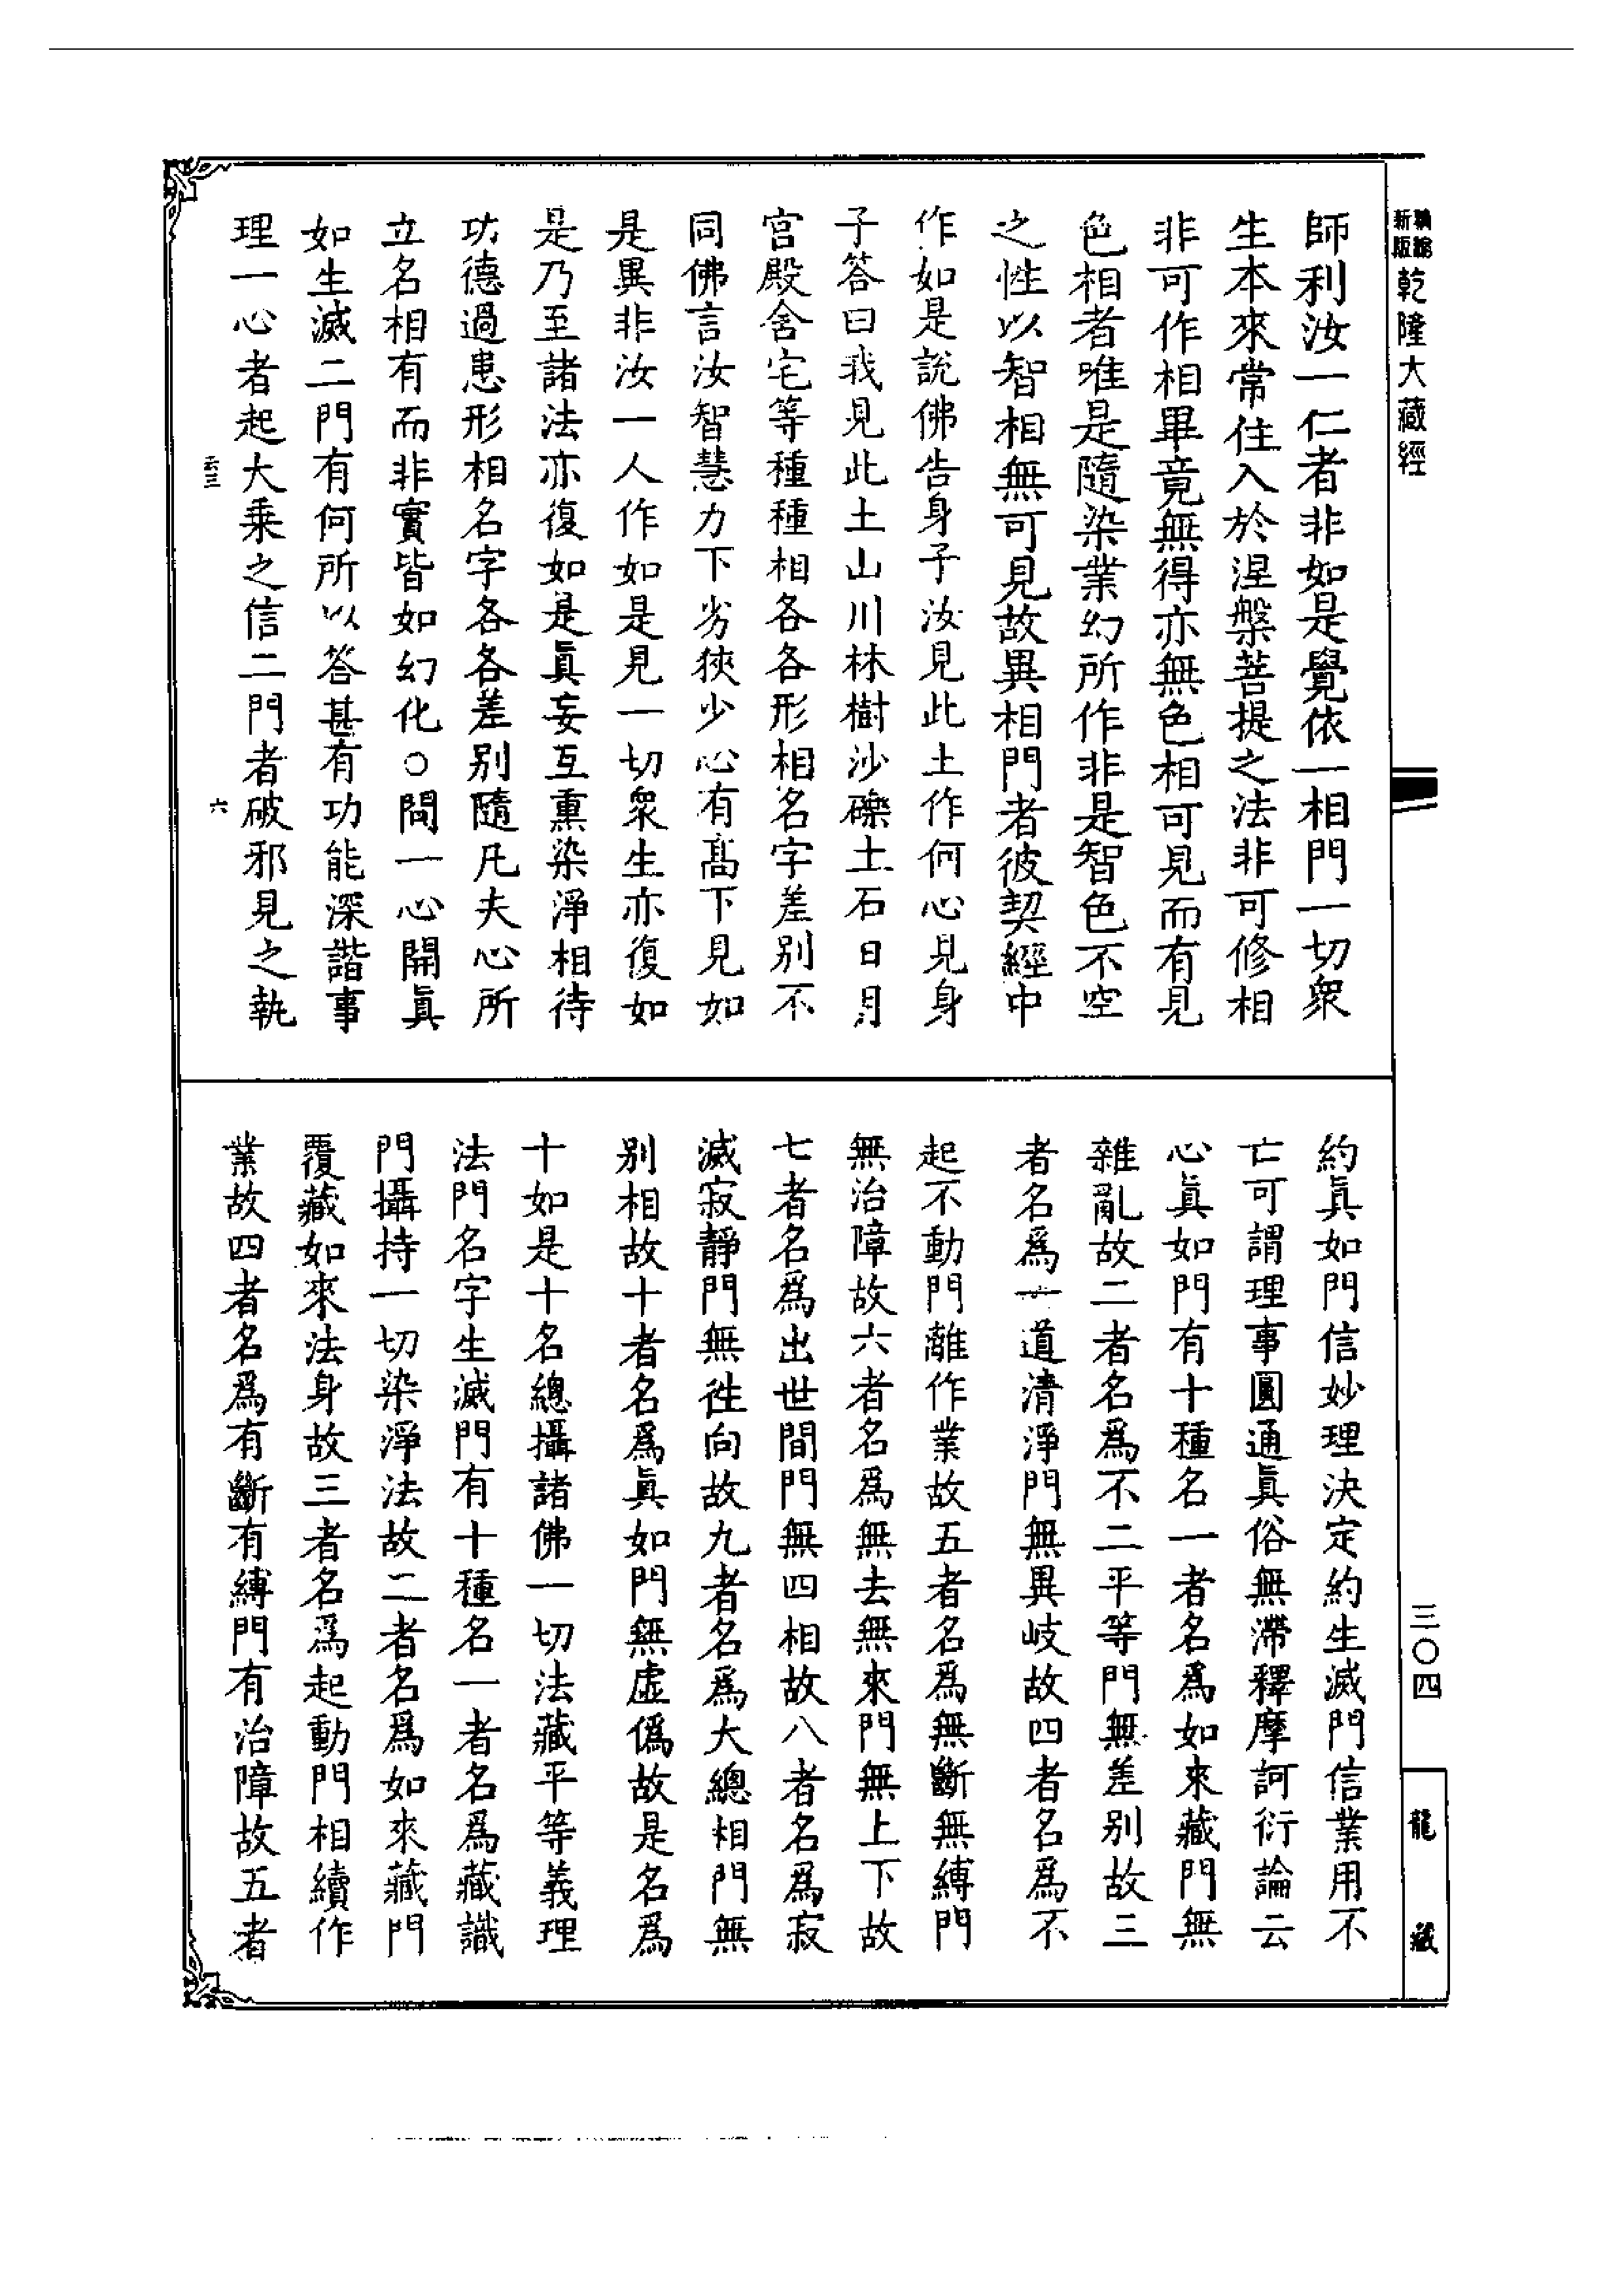 新版
乾隆大藏經
師利汝一仁者非如是覺依一相門一切衆
生本來常住入於涅槃菩提之法非可修相
非可作相畢竟無得亦無色相可見而有見
色相者唯是隨染業幻所作非是智色不空
之性以智相無可見故異相門者彼契經中
作如是說佛告身子汝見此土作何心見身
子答曰我見此土山川林樹沙礫土石日月
宮殿舍宅等種種相各各形相名字差别不
同佛言汝智慧力下劣狹少心有髙下見如
是異非汝一人作如是見一切衆生亦復如
是乃至諸法亦復如是眞妄互熏染淨相待
功德過患形相名字各各差别隨凡夫心所
立名相有而非實皆如幻化○問一心開眞
如生滅二門有何所以答甚有功能深諧事
理一心者起大乗之信二門者破邪見之執
六
約眞如門信妙理決定約生滅門信業用不
亡可謂理事圓通眞俗無滯釋摩訶衍論云
心眞如門有十種名一者名爲如來藏門無
雜亂故二者名爲不二平等門無差别故三
者名爲一道清淨門無異岐故四者名爲不
起不動門離作業故五者名爲無斷無縛門
無治障故六者名爲無去無來門無上下故
七者名爲出世間門無四相故八者名爲寂
滅寂靜門無徃向故九者名爲大總相門無
别相故十者名爲眞如門無虛僞故是名爲
十如是十名總攝諸佛一切法藏平等義理
法門名字生滅門有十種名一者名爲藏識
門攝持一切染淨法故二者名爲如來藏門
覆藏如來法身故三者名爲起動門相續作
業故四者名爲有斷有縛門有治障故五者
三〇四
龍藏